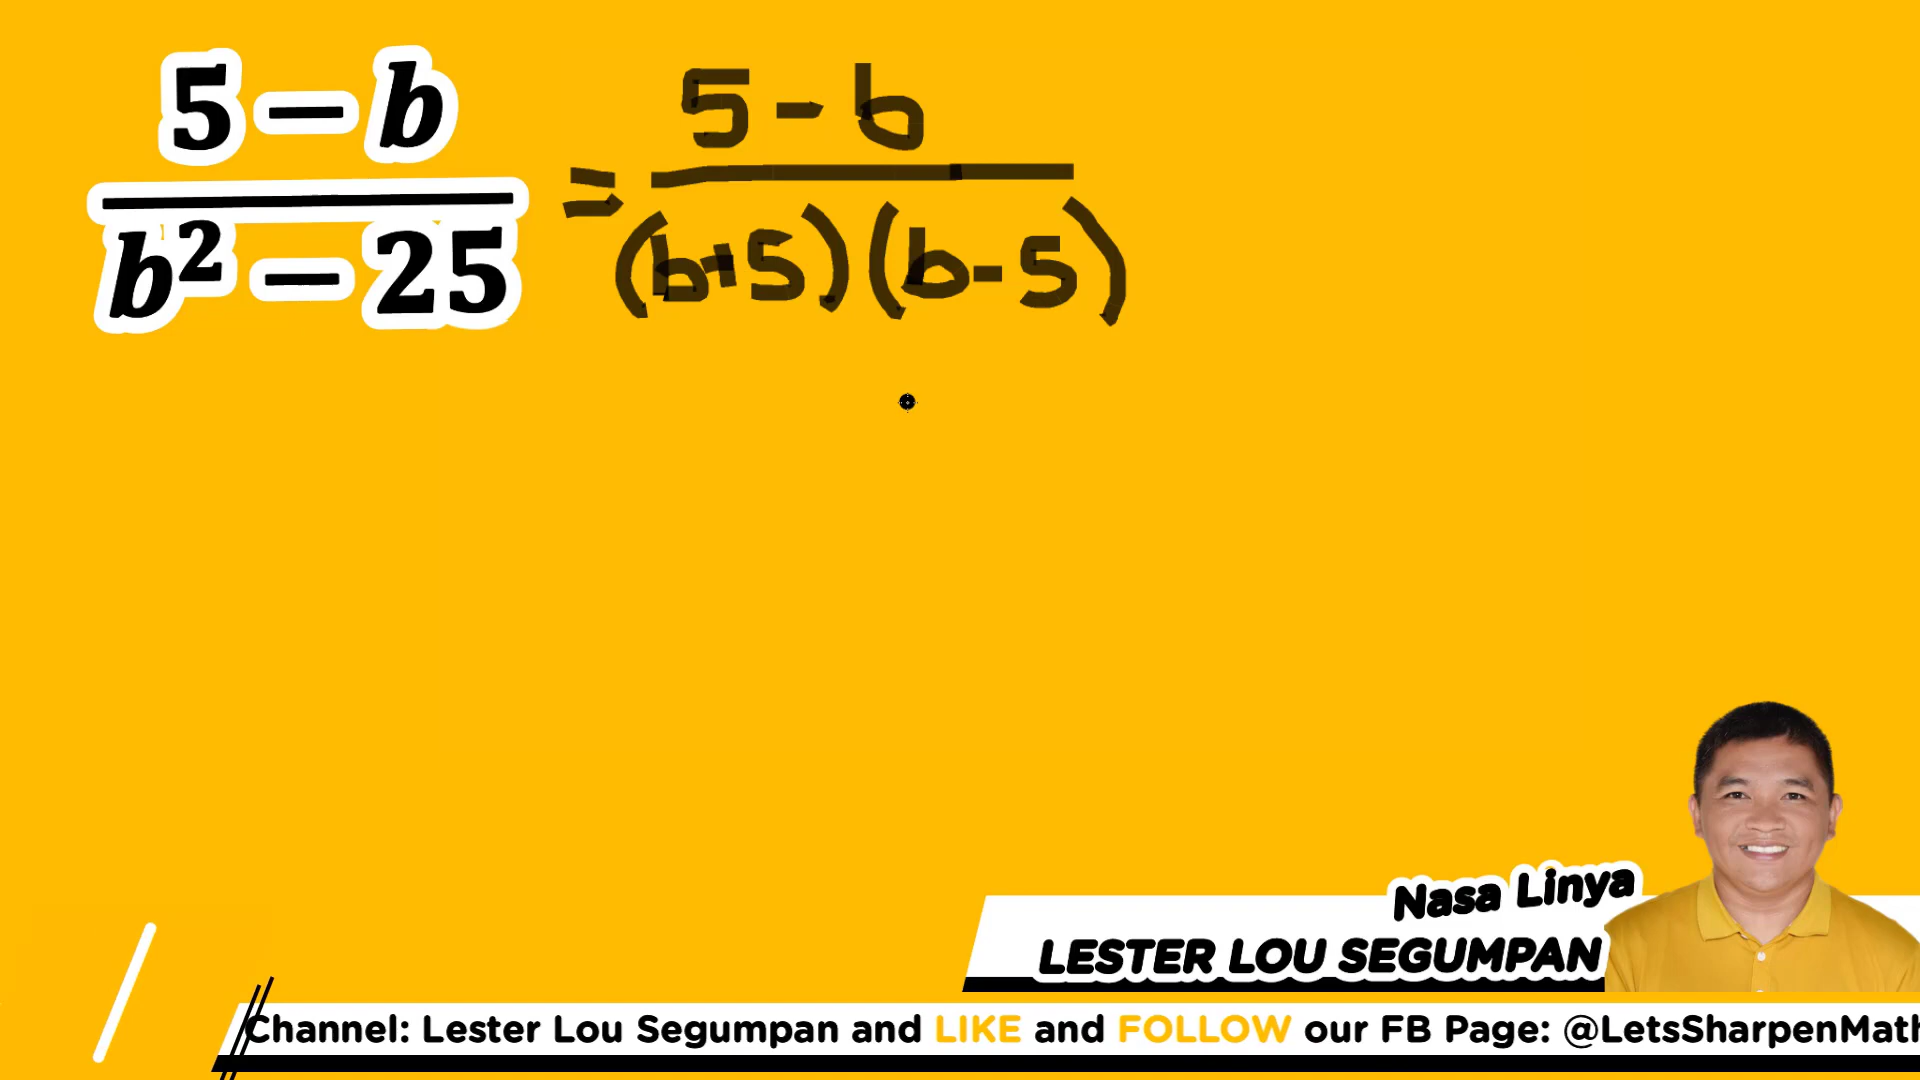 5 − b
b² − 25
= 5 - b
(b+5)(b-5)
Nasa Linya
LESTER LOU SEGUMPAN
Channel: Lester Lou Segumpan and LIKE and FOLLOW our FB Page: @LetsSharpenMath